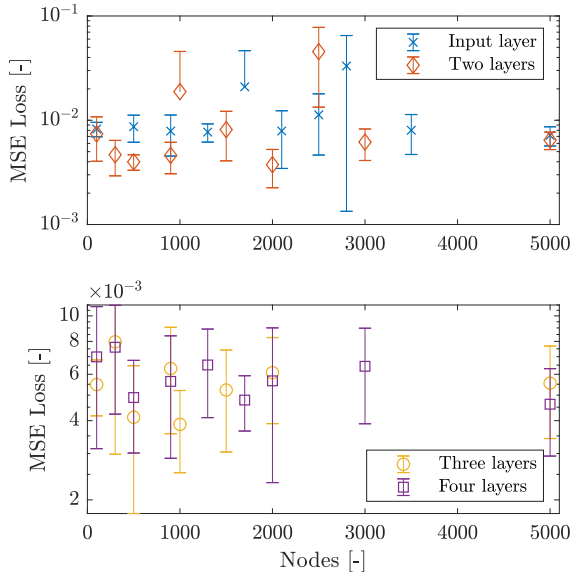 10^-1
Input layer
Two layers
MSE Loss [-]
10^-2
10^-3
0 1000 2000 3000 4000 5000
×10^-3
8
6
MSE Loss [-]
4
Three layers
Four layers
2
0 1000 2000 3000 4000 5000
Nodes [-]